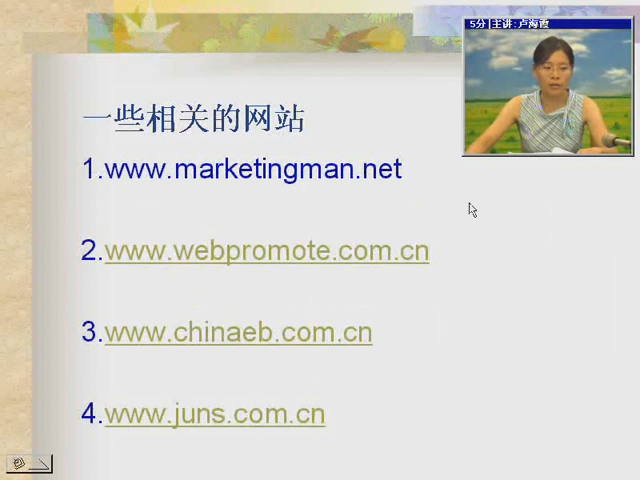 5分 主讲:卢海霞
一些相关的网站
1.www.marketingman.net
2.www.webpromote.com.cn
3.www.chinaeb.com.cn
4.www.juns.com.cn